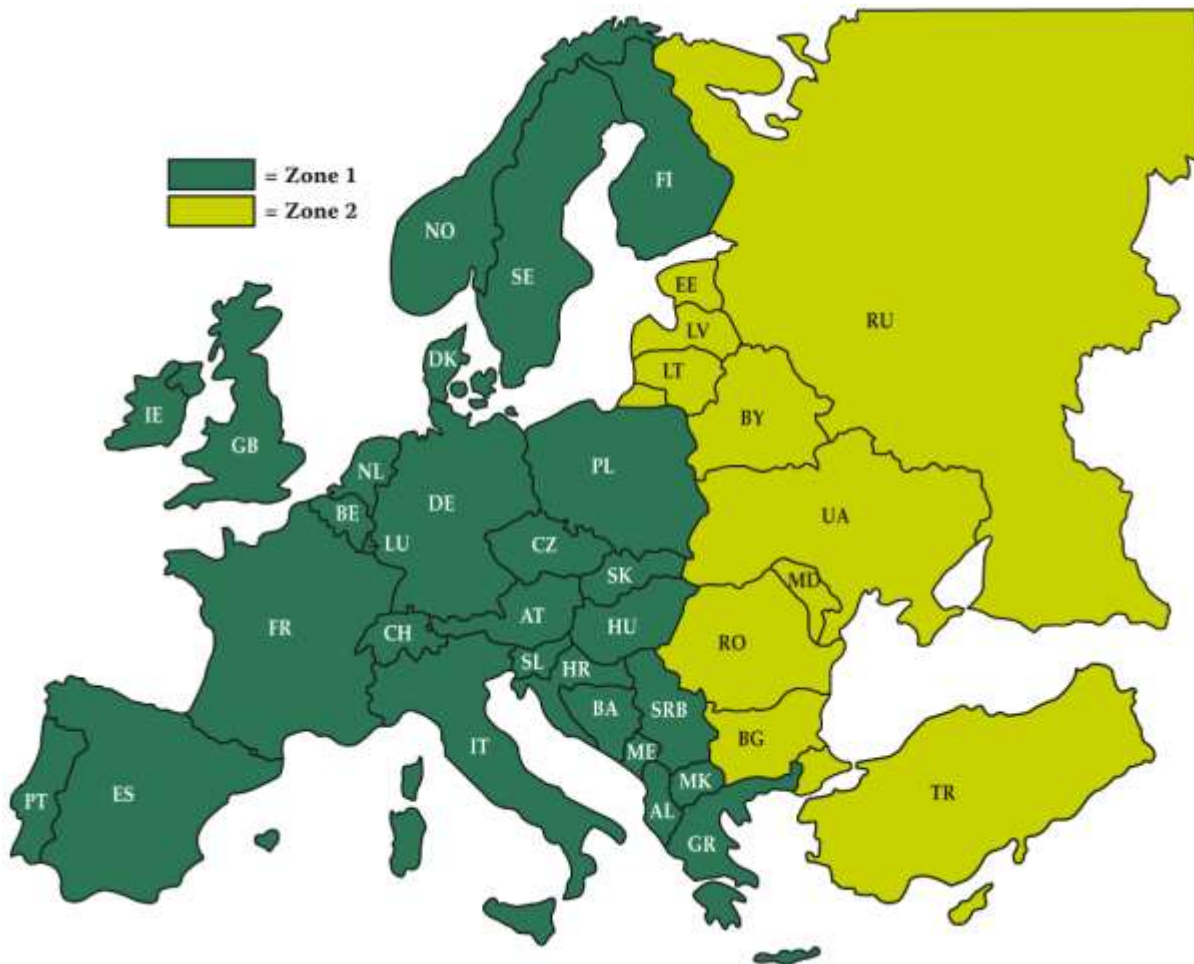 = Zone 1
= Zone 2
NO
SE
FI
EE
LV
LT
RU
DK
BY
IE
GB
NL
PL
BE
DE
LU
UA
CZ
SK
MD
FR
CH
AT
HU
RO
SL
HR
BA
SRB
BG
IT
ME
MK
AL
GR
PT
ES
TR